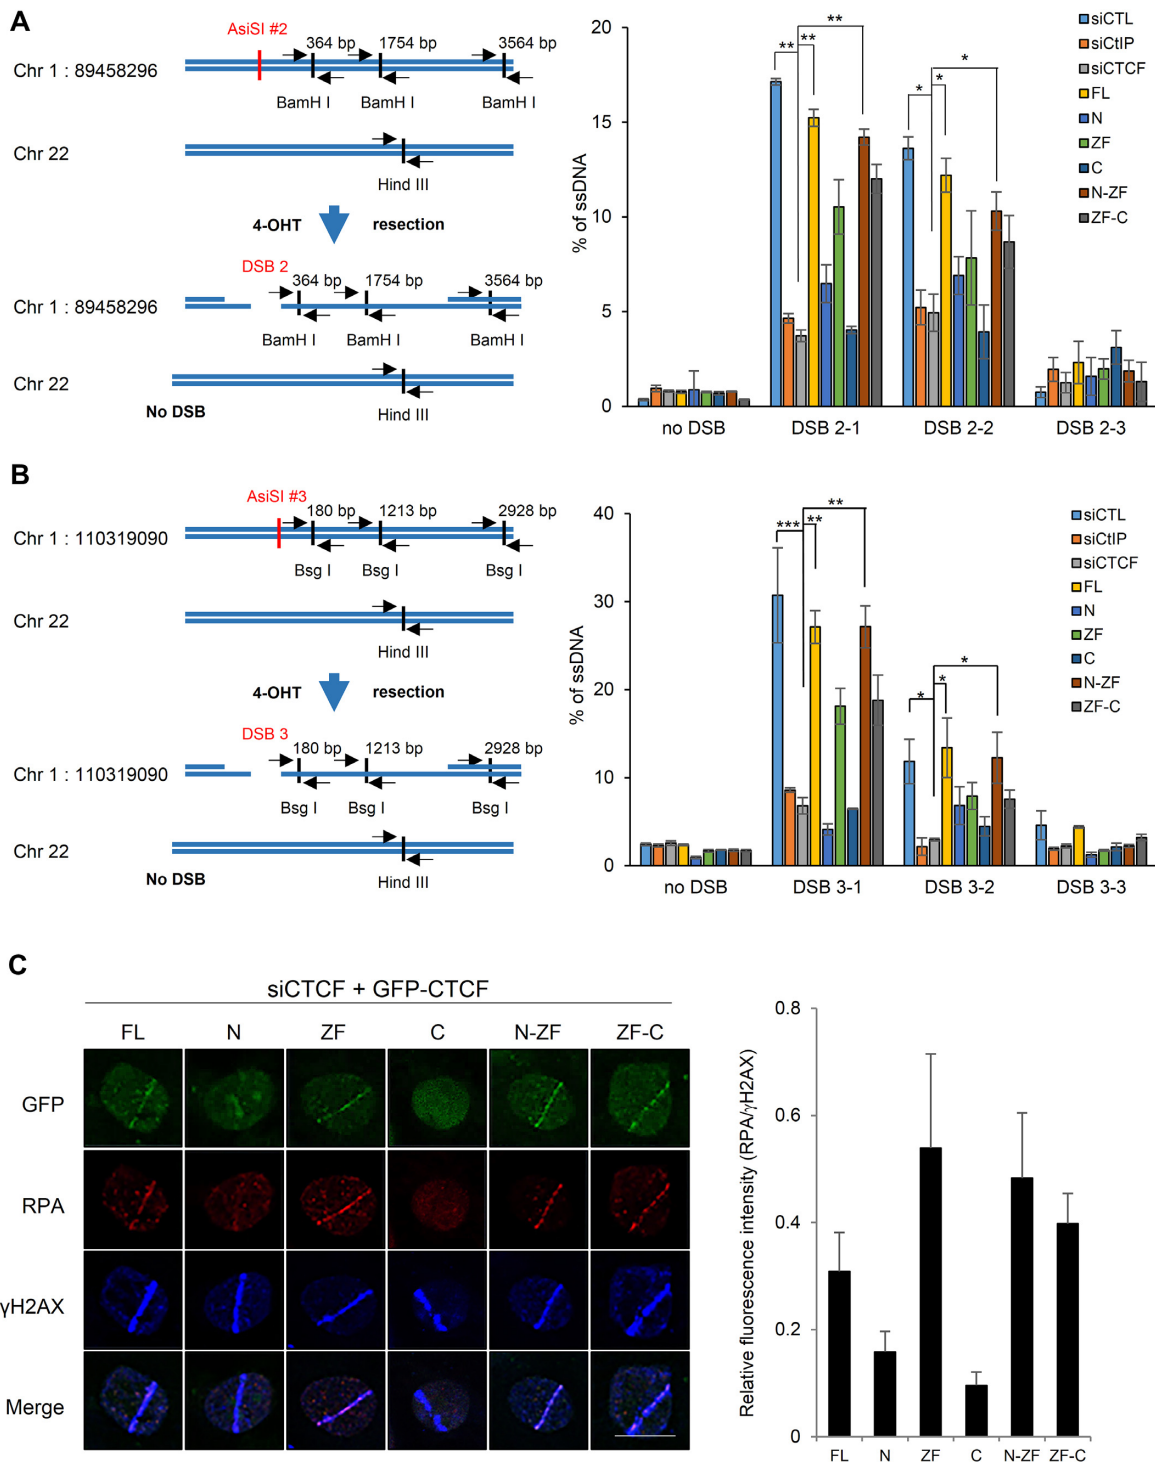 A
AsiSI #2
364 bp 1754 bp 3564 bp
Chr 1 : 89458296
BamH I BamH I BamH I
Chr 22
Hind III
4-OHT resection
DSB 2
364 bp 1754 bp 3564 bp
Chr 1 : 89458296
BamH I BamH I BamH I
Chr 22
No DSB
Hind III
% of ssDNA
20
15
10
5
0
** ** **
* * *
no DSB DSB 2-1 DSB 2-2 DSB 2-3
siCTL
siCtIP
siCTCF
FL
N
ZF
C
N-ZF
ZF-C
B
AsiSI #3
180 bp 1213 bp 2928 bp
Chr 1 : 110319090
Bsg I Bsg I Bsg I
Chr 22
Hind III
4-OHT resection
DSB 3
180 bp 1213 bp 2928 bp
Chr 1 : 110319090
Bsg I Bsg I Bsg I
Chr 22
No DSB
Hind III
% of ssDNA
40
30
20
10
0
*** ** **
* * *
no DSB DSB 3-1 DSB 3-2 DSB 3-3
siCTL
siCtIP
siCTCF
FL
N
ZF
C
N-ZF
ZF-C
C
siCTCF + GFP-CTCF
FL N ZF C N-ZF ZF-C
GFP
RPA
γH2AX
Merge
Relative fluorescence intensity (RPA/γH2AX)
0.8
0.6
0.4
0.2
0
FL N ZF C N-ZF ZF-C